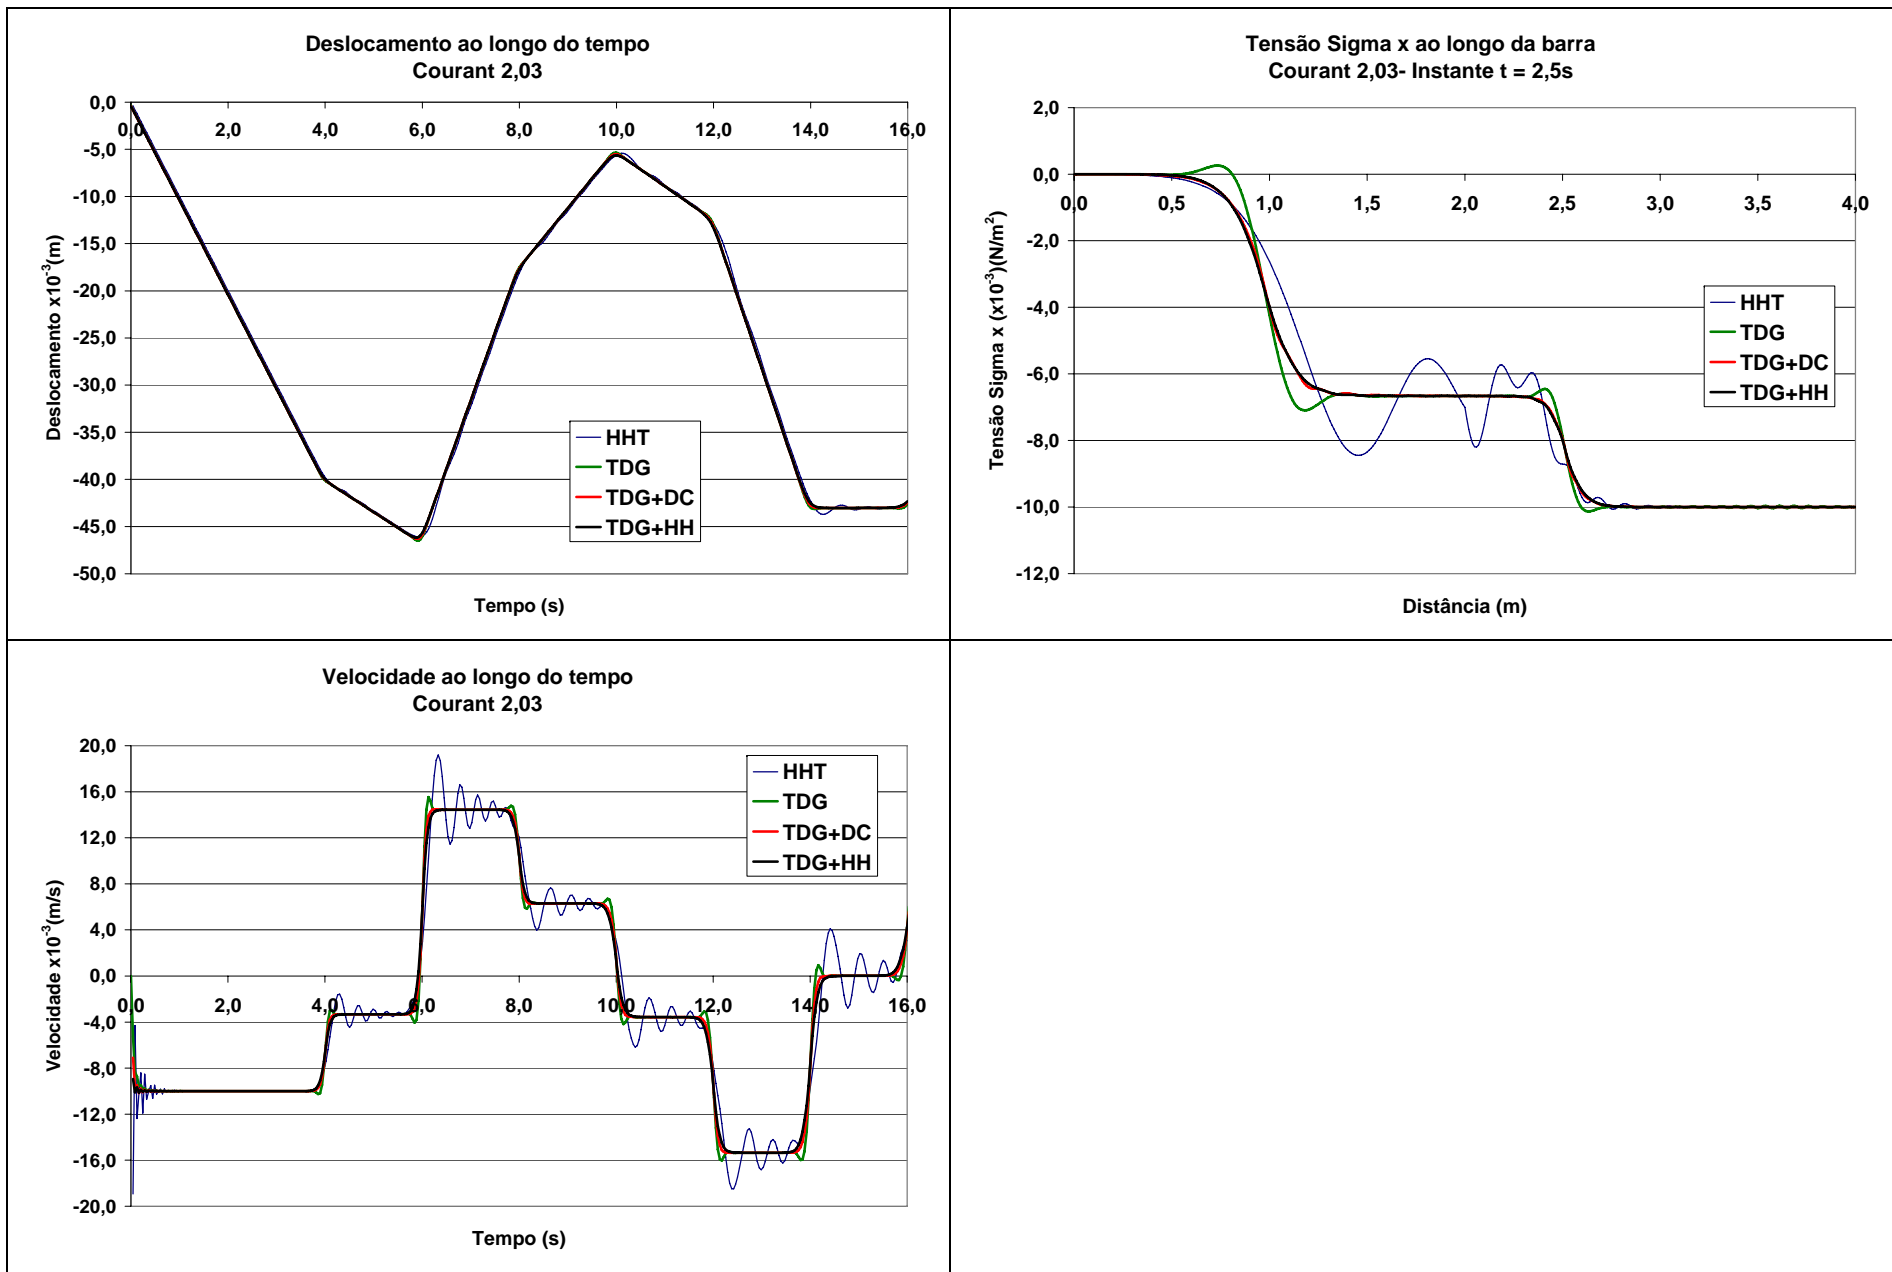 Deslocamento ao longo do tempo
Courant 2,03
0,0
-5,0
-10,0
-15,0
-20,0
-25,0
-30,0
-35,0
-40,0
-45,0
-50,0
0,0 2,0 4,0 6,0 8,0 10,0 12,0 14,0 16,0
Deslocamento x10⁻³(m)
Tempo (s)
HHT
TDG
TDG+DC
TDG+HH
Tensão Sigma x ao longo da barra
Courant 2,03- Instante t = 2,5s
2,0
0,0
-2,0
-4,0
-6,0
-8,0
-10,0
-12,0
0,0 0,5 1,0 1,5 2,0 2,5 3,0 3,5 4,0
Tensão Sigma x (x10⁻³)(N/m²)
Distância (m)
HHT
TDG
TDG+DC
TDG+HH
Velocidade ao longo do tempo
Courant 2,03
20,0
16,0
12,0
8,0
4,0
0,0
-4,0
-8,0
-12,0
-16,0
-20,0
0,0 2,0 4,0 6,0 8,0 10,0 12,0 14,0 16,0
Velocidade x10⁻³(m/s)
Tempo (s)
HHT
TDG
TDG+DC
TDG+HH